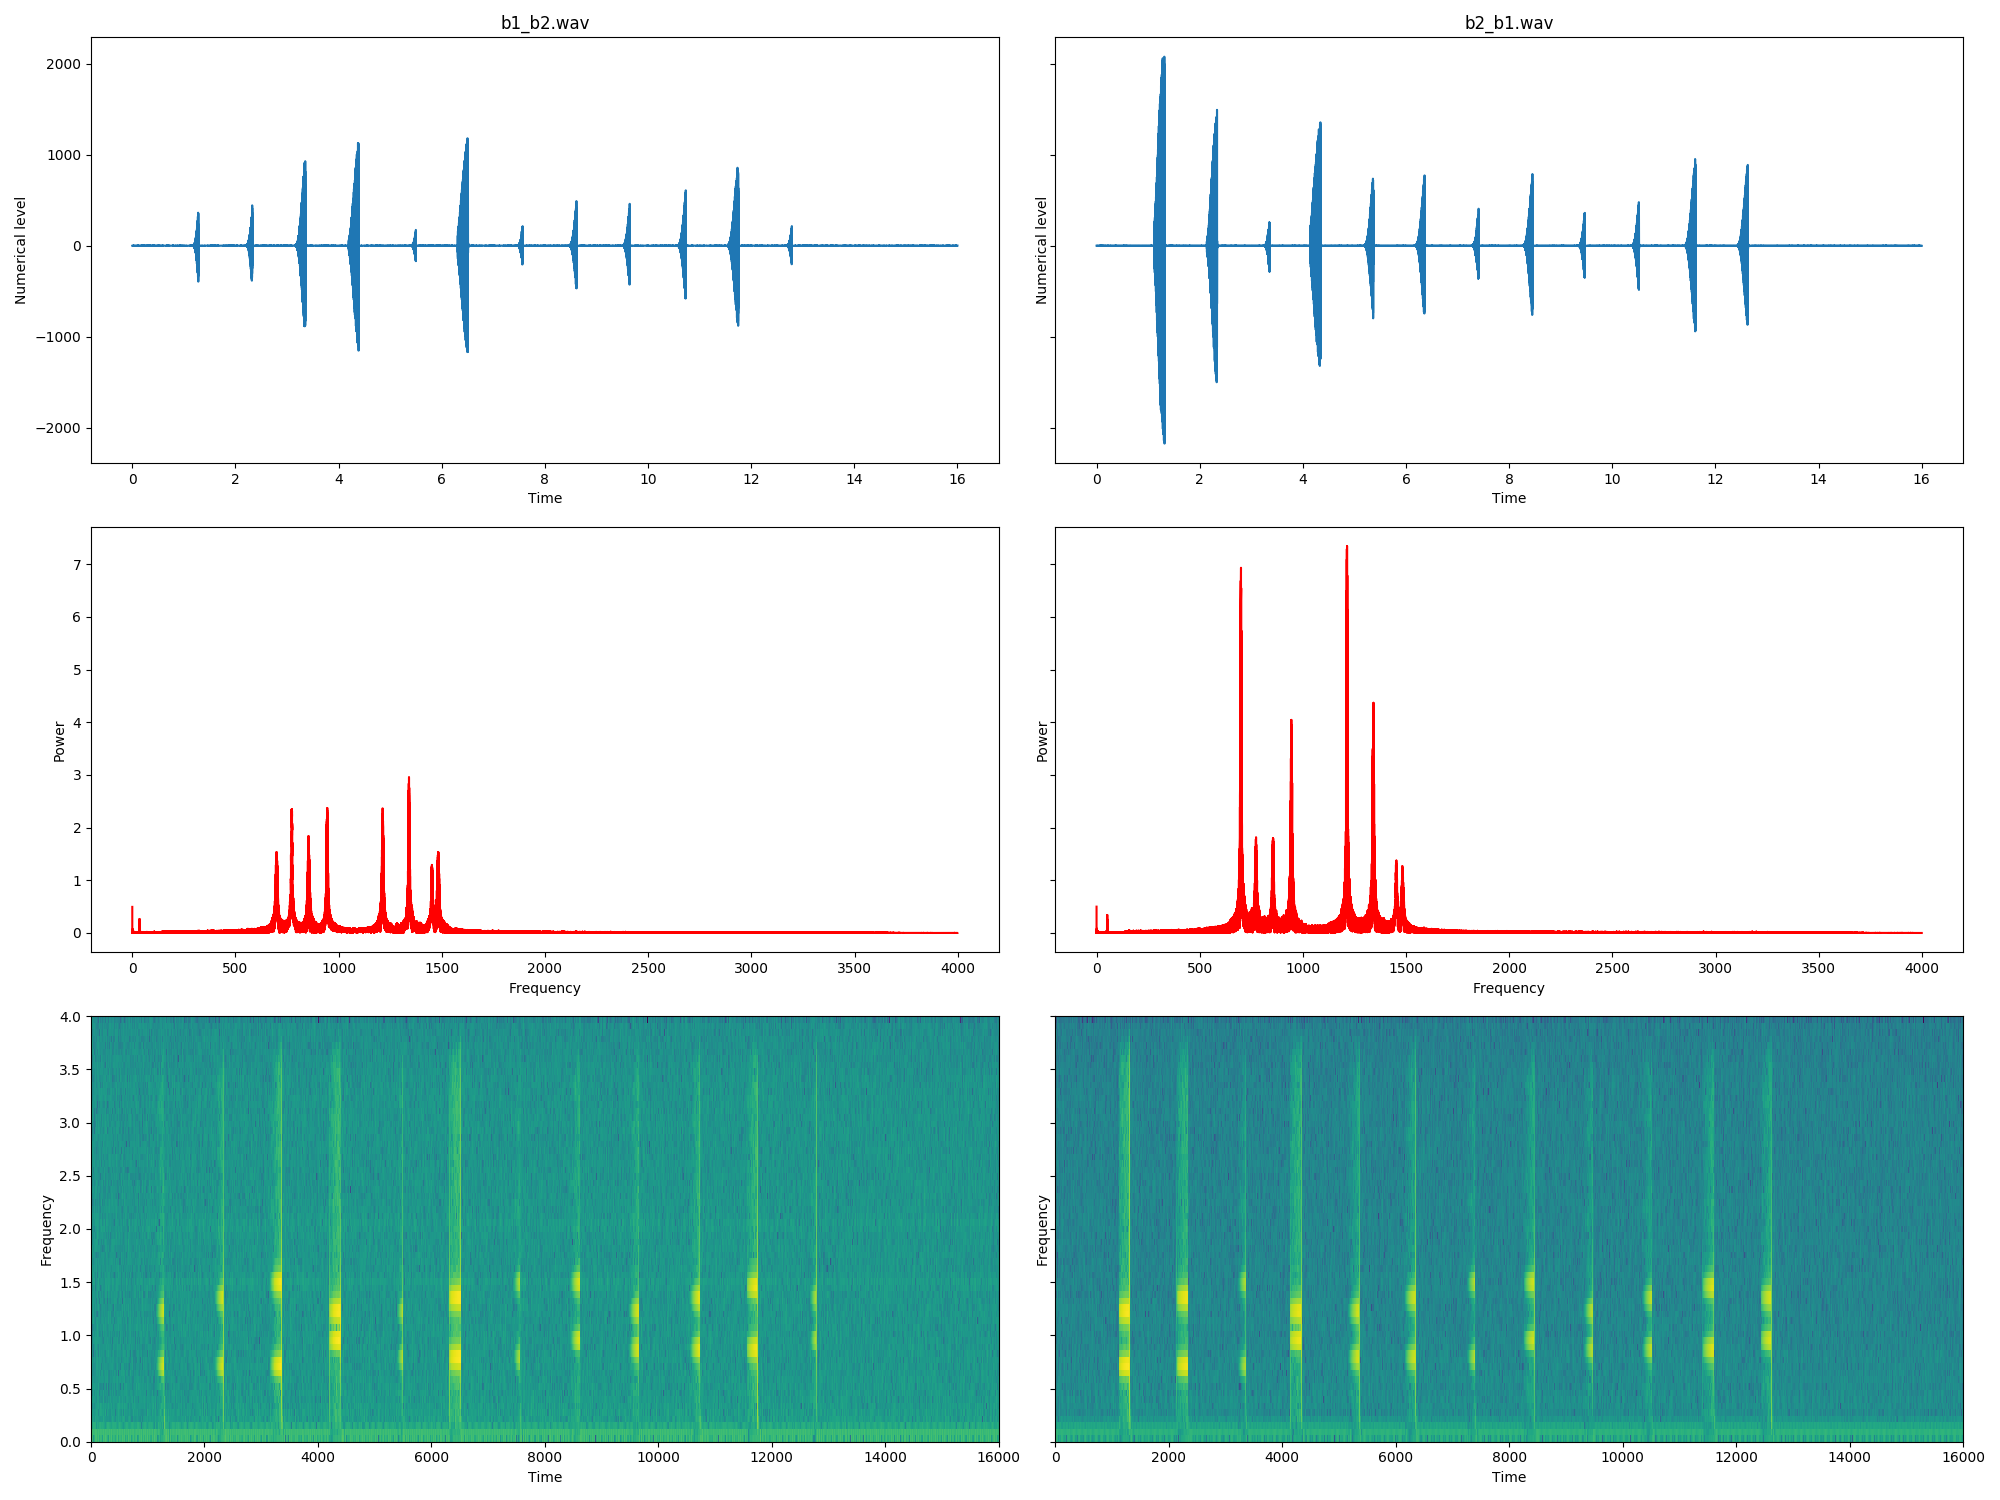 b1_b2.wav
b2_b1.wav
2000
1000
0
−1000
−2000
Numerical level
Numerical level
0 2 4 6 8 10 12 14 16
0 2 4 6 8 10 12 14 16
Time
Time
7
6
5
4
3
2
1
0
Power
Power
0 500 1000 1500 2000 2500 3000 3500 4000
0 500 1000 1500 2000 2500 3000 3500 4000
Frequency
Frequency
4.0
3.5
3.0
2.5
2.0
1.5
1.0
0.5
0.0
Frequency
Frequency
0 2000 4000 6000 8000 10000 12000 14000 16000
0 2000 4000 6000 8000 10000 12000 14000 16000
Time
Time